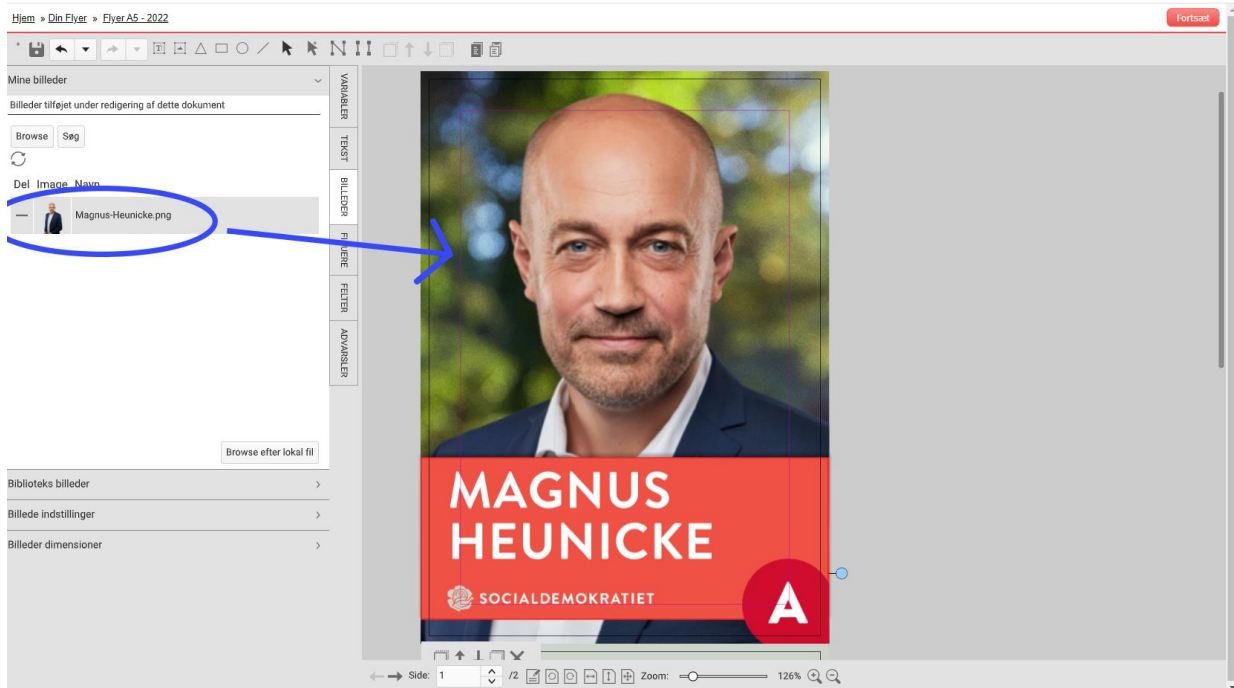 Hjem » Din Flyer » Flyer A5 - 2022
Fortsæt
Mine billeder
Billeder tilføjet under redigering af dette dokument
Browse Søg
Del Image Navn
Magnus-Heunicke.png
Browse efter lokal fil
Biblioteks billeder
Billede indstillinger
Billeder dimensioner
VARIABLER
TEKST
BILLEDER
FELTER
ADVARSLER
MAGNUS
HEUNICKE
SOCIALDEMOKRATIET
A
Side: 1 /2 Zoom: 126%